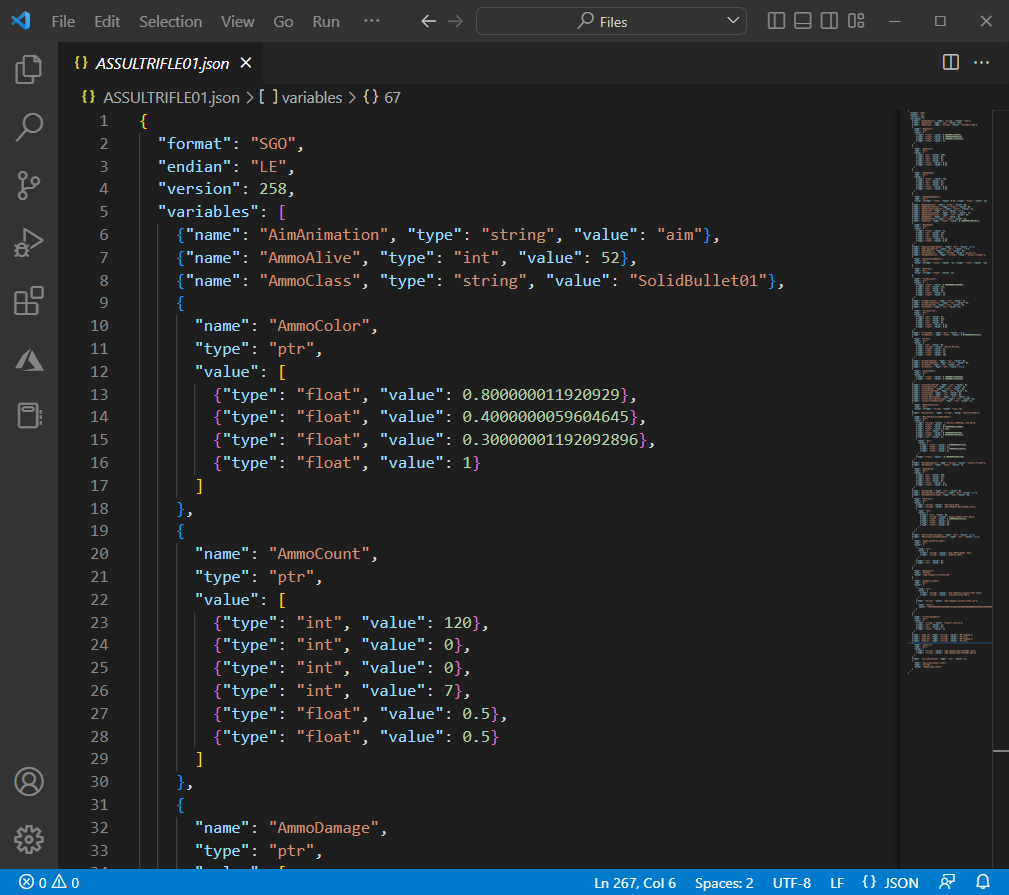 File Edit Selection View Go Run ··· Files
{} ASSULTRIFLE01.json
{} ASSULTRIFLE01.json > [ ] variables > {} 67
1 {
2 "format": "SGO",
3 "endian": "LE",
4 "version": 258,
5 "variables": [
6 {"name": "AimAnimation", "type": "string", "value": "aim"},
7 {"name": "AmmoAlive", "type": "int", "value": 52},
8 {"name": "AmmoClass", "type": "string", "value": "SolidBullet01"},
9 {
10 "name": "AmmoColor",
11 "type": "ptr",
12 "value": [
13 {"type": "float", "value": 0.800000011920929},
14 {"type": "float", "value": 0.4000000059604645},
15 {"type": "float", "value": 0.30000001192092896},
16 {"type": "float", "value": 1}
17 ]
18 },
19 {
20 "name": "AmmoCount",
21 "type": "ptr",
22 "value": [
23 {"type": "int", "value": 120},
24 {"type": "int", "value": 0},
25 {"type": "int", "value": 0},
26 {"type": "int", "value": 7},
27 {"type": "float", "value": 0.5},
28 {"type": "float", "value": 0.5}
29 ]
30 },
31 {
32 "name": "AmmoDamage",
33 "type": "ptr",
0 0 Ln 267, Col 6 Spaces: 2 UTF-8 LF {} JSON